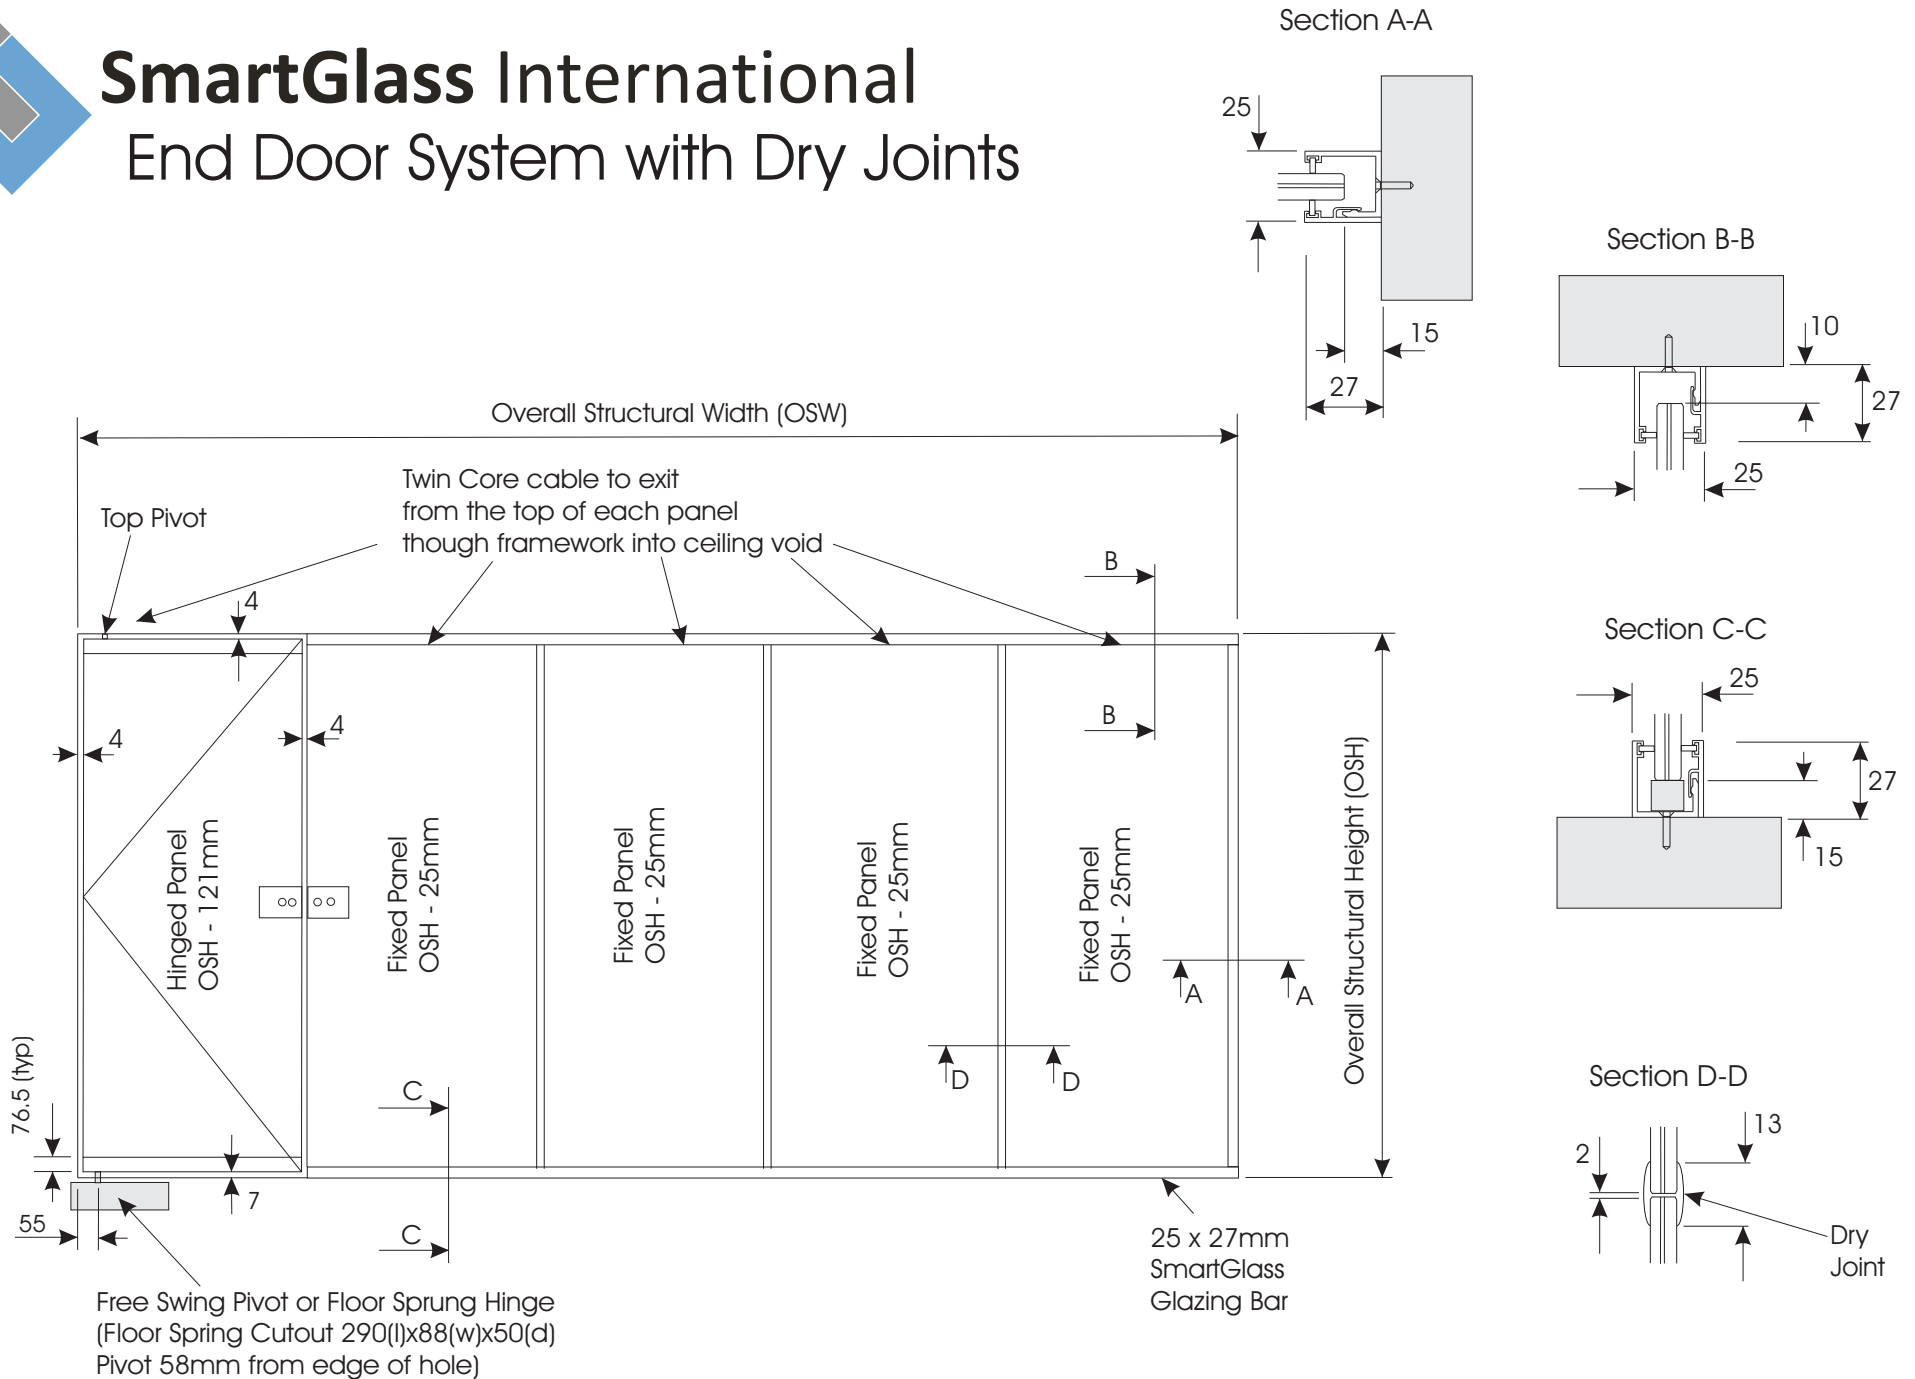 SmartGlass International
End Door System with Dry Joints
Section A-A
25
15
27
Section B-B
10
27
25
Overall Structural Width (OSW)
Twin Core cable to exit
from the top of each panel
though framework into ceiling void
Top Pivot
4
4
4
B
B
Hinged Panel
OSH - 121mm
Fixed Panel
OSH - 25mm
Fixed Panel
OSH - 25mm
Fixed Panel
OSH - 25mm
Fixed Panel
OSH - 25mm
Overall Structural Height (OSH)
A
A
D
D
C
C
76.5 (typ)
55
7
Free Swing Pivot or Floor Sprung Hinge
(Floor Spring Cutout 290(l)x88(w)x50(d)
Pivot 58mm from edge of hole)
25 x 27mm
SmartGlass
Glazing Bar
Section C-C
25
27
15
Section D-D
13
2
Dry
Joint